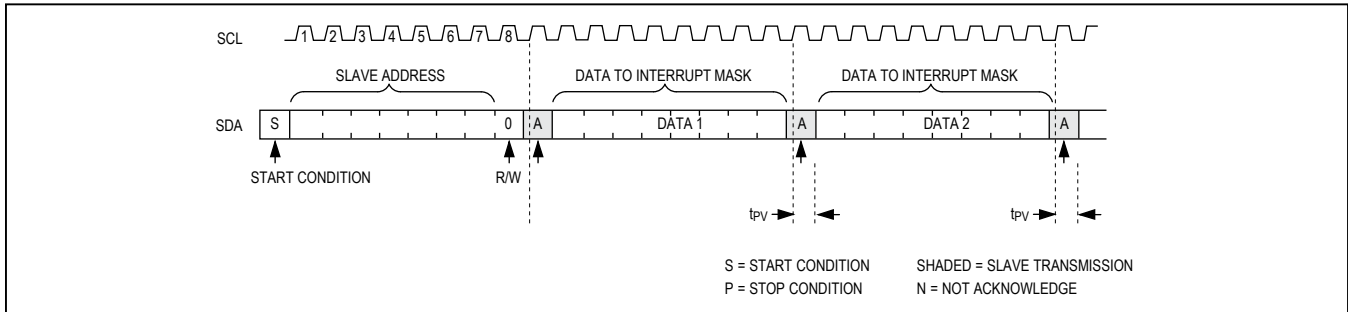 SCL 1 2 3 4 5 6 7 8
SLAVE ADDRESS DATA TO INTERRUPT MASK DATA TO INTERRUPT MASK
SDA S 0 A DATA 1 A DATA 2 A
START CONDITION R/W
tPV tPV
S = START CONDITION SHADED = SLAVE TRANSMISSION
P = STOP CONDITION N = NOT ACKNOWLEDGE